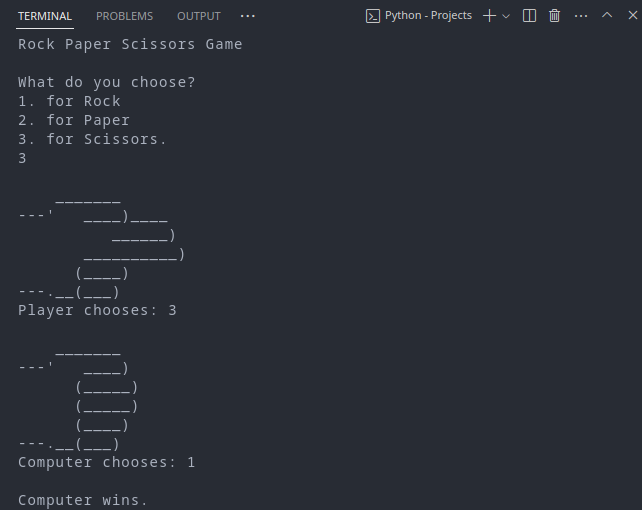 TERMINAL PROBLEMS OUTPUT ··· Python - Projects
Rock Paper Scissors Game
What do you choose?
1. for Rock
2. for Paper
3. for Scissors.
3
    _______
---'   ____)____
          ______)
       __________)
      (____)
---.__(___)
Player chooses: 3
    _______
---'   ____)
      (_____)
      (_____)
      (____)
---.__(___)
Computer chooses: 1
Computer wins.